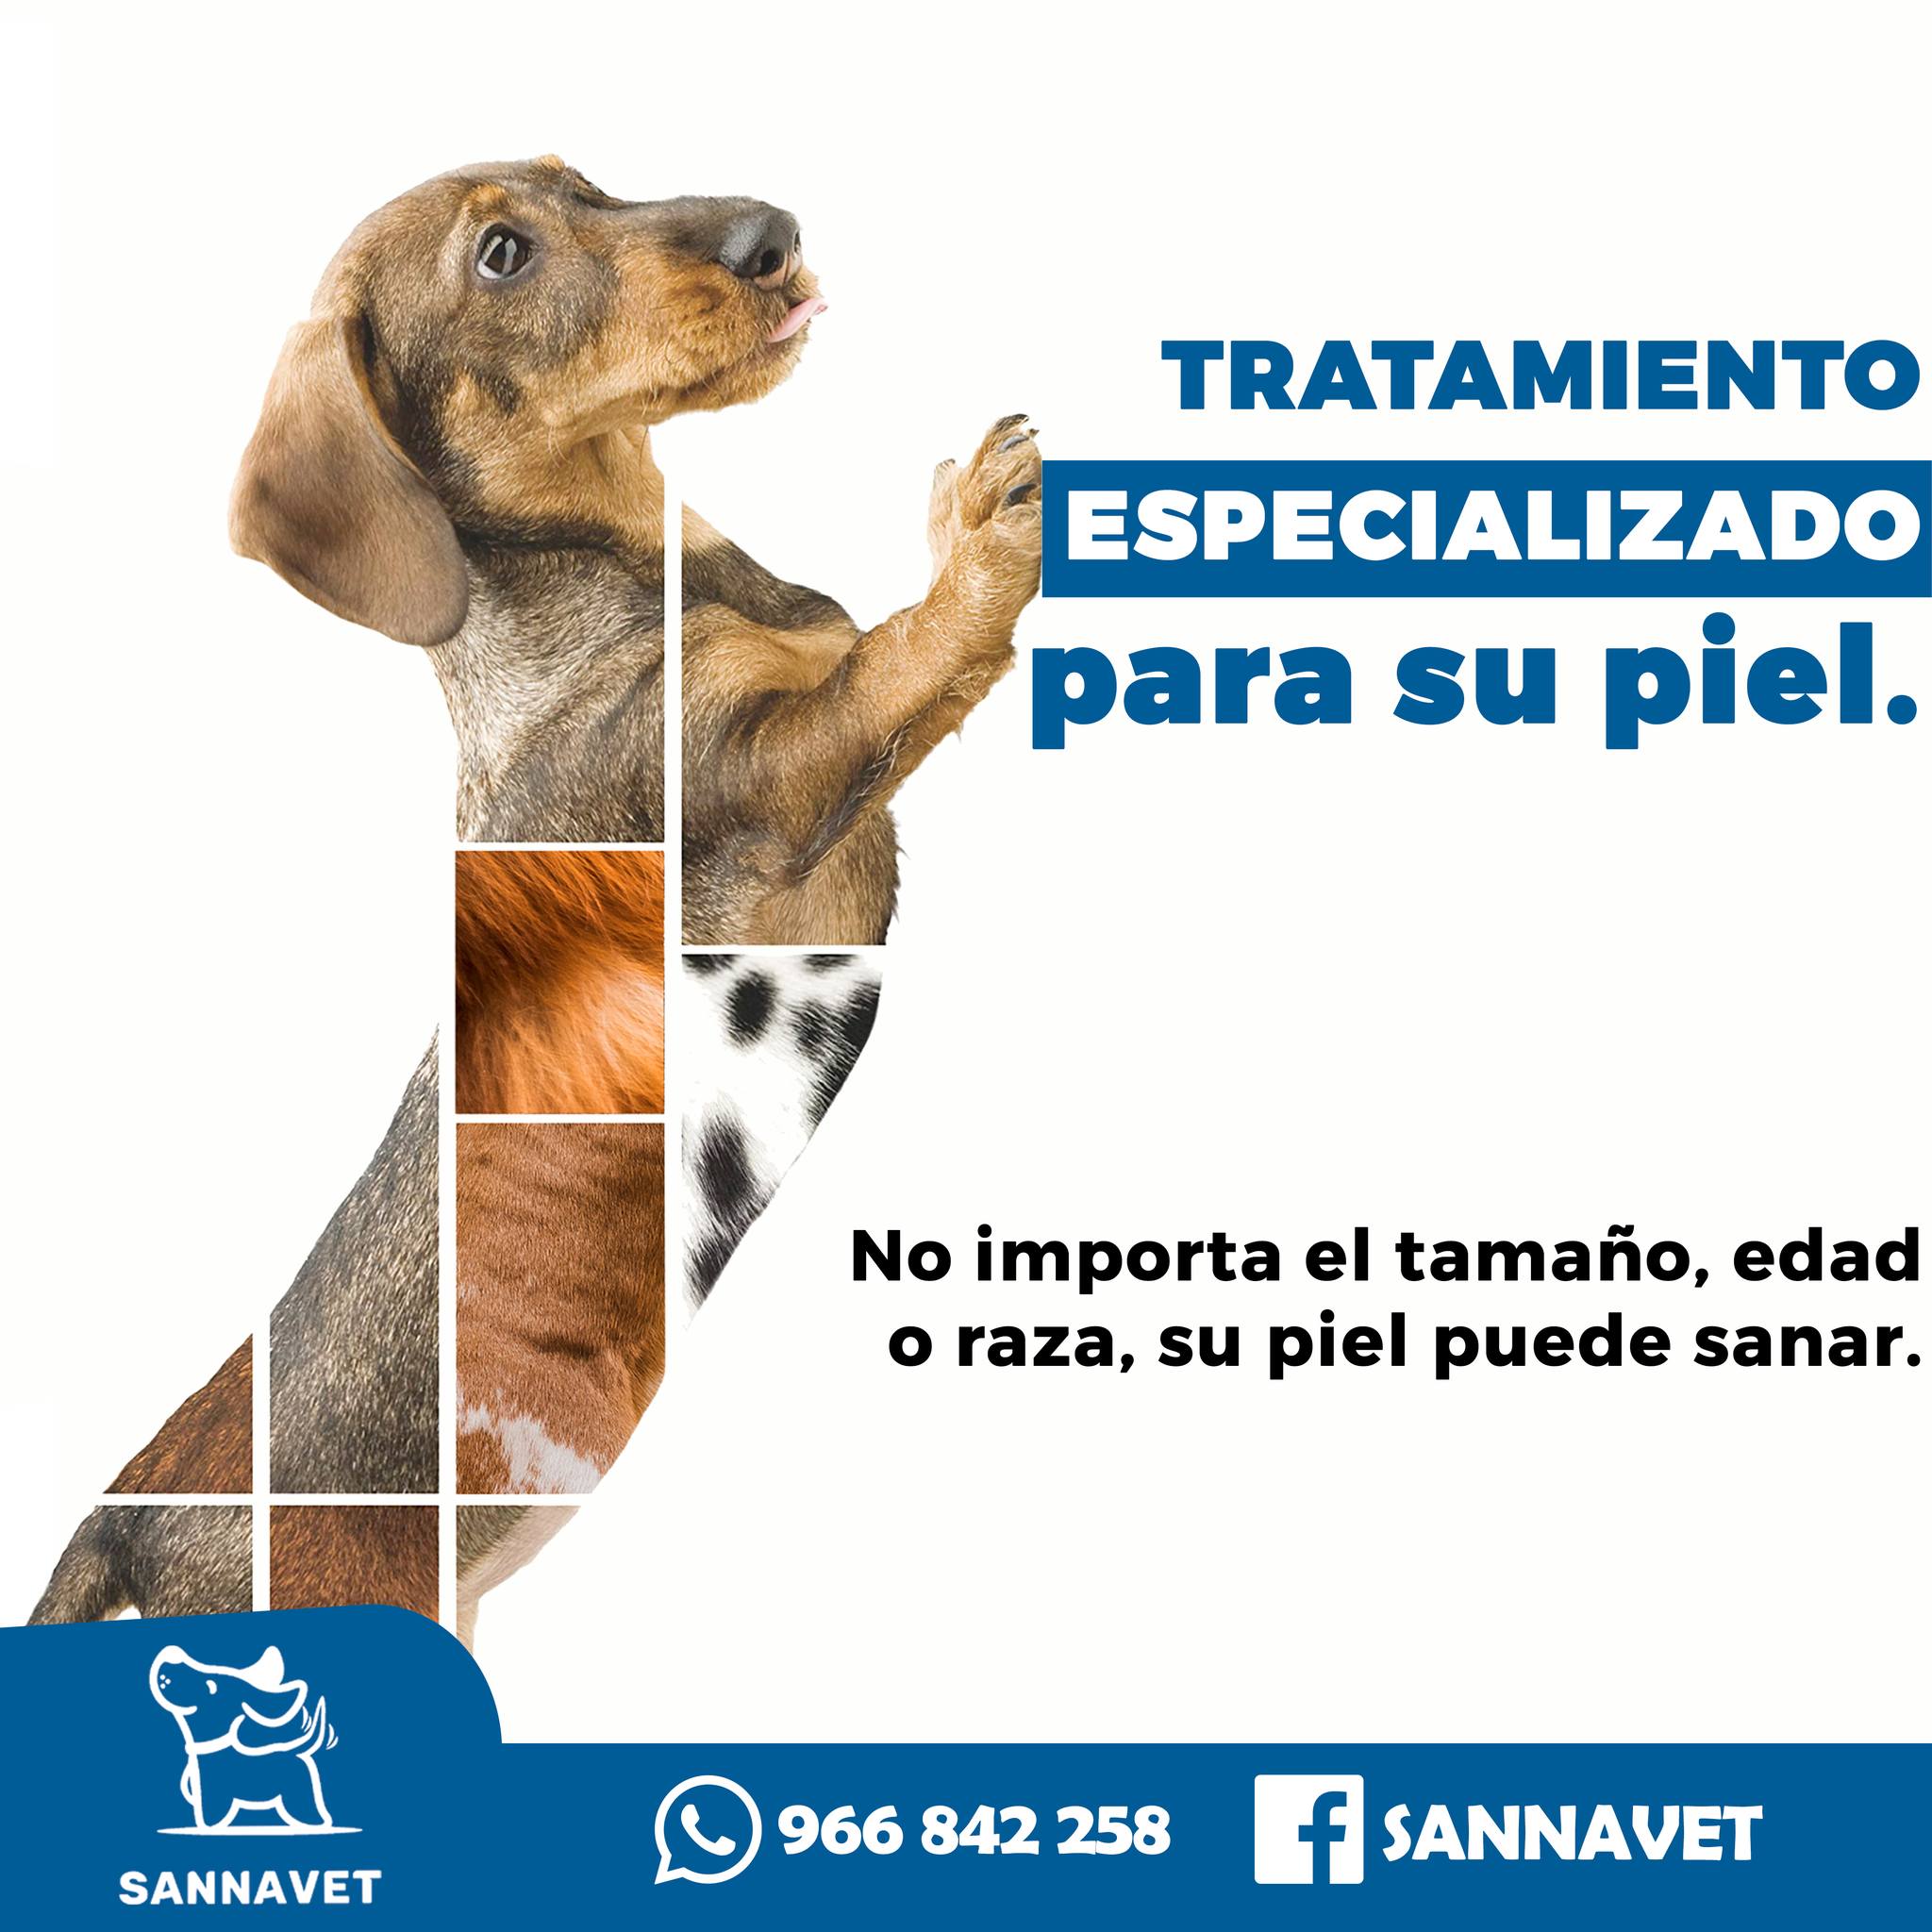 TRATAMIENTO
ESPECIALIZADO
para su piel.
No importa el tamaño, edad
o raza, su piel puede sanar.
SANNAVET
966 842 258
SANNAVET